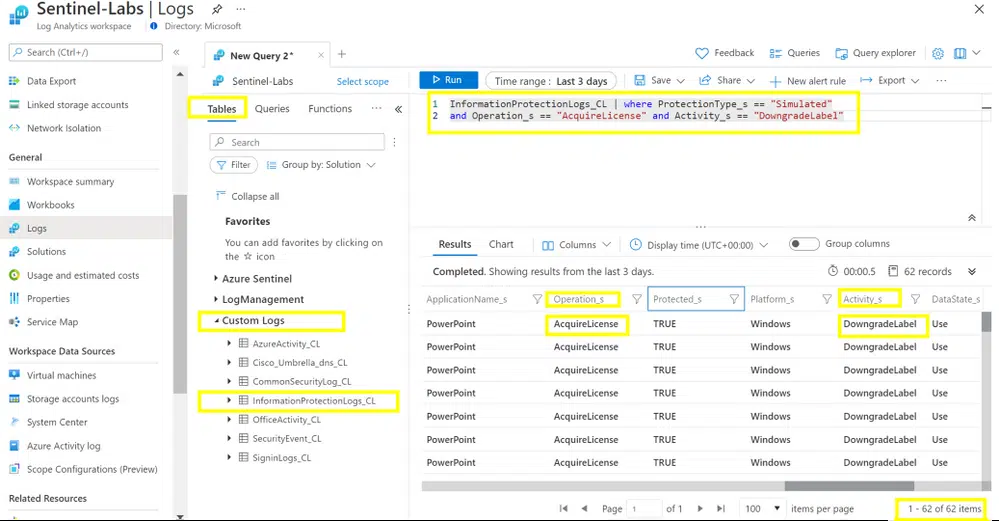 Sentinel-Labs | Logs
Log Analytics workspace
Directory: Microsoft
Search (Ctrl+/)
Data Export
Linked storage accounts
Network Isolation
General
Workspace summary
Workbooks
Logs
Solutions
Usage and estimated costs
Properties
Service Map
Workspace Data Sources
Virtual machines
Storage accounts logs
System Center
Azure Activity log
Scope Configurations (Preview)
Related Resources
New Query 2*
Feedback
Queries
Query explorer
Sentinel-Labs
Select scope
Run
Time range : Last 3 days
Save
Share
New alert rule
Export
Tables
Queries
Functions
Search
Filter
Group by: Solution
Collapse all
Favorites
You can add favorites by clicking on
the ☆ icon
Azure Sentinel
LogManagement
Custom Logs
AzureActivity_CL
Cisco_Umbrella_dns_CL
CommonSecurityLog_CL
InformationProtectionLogs_CL
OfficeActivity_CL
SecurityEvent_CL
SigninLogs_CL
1 InformationProtectionLogs_CL | where ProtectionType_s == "Simulated"
2 and Operation_s == "AcquireLicense" and Activity_s == "DowngradeLabel"
Results
Chart
Columns
Display time (UTC+00:00)
Group columns
Completed. Showing results from the last 3 days.
00:00.5
62 records
ApplicationName_s Operation_s Protected_s Platform_s Activity_s DataState_s
PowerPoint AcquireLicense TRUE Windows DowngradeLabel Use
PowerPoint AcquireLicense TRUE Windows DowngradeLabel Use
PowerPoint AcquireLicense TRUE Windows DowngradeLabel Use
PowerPoint AcquireLicense TRUE Windows DowngradeLabel Use
PowerPoint AcquireLicense TRUE Windows DowngradeLabel Use
PowerPoint AcquireLicense TRUE Windows DowngradeLabel Use
PowerPoint AcquireLicense TRUE Windows DowngradeLabel Use
Page 1 of 1
100 items per page
1 - 62 of 62 items